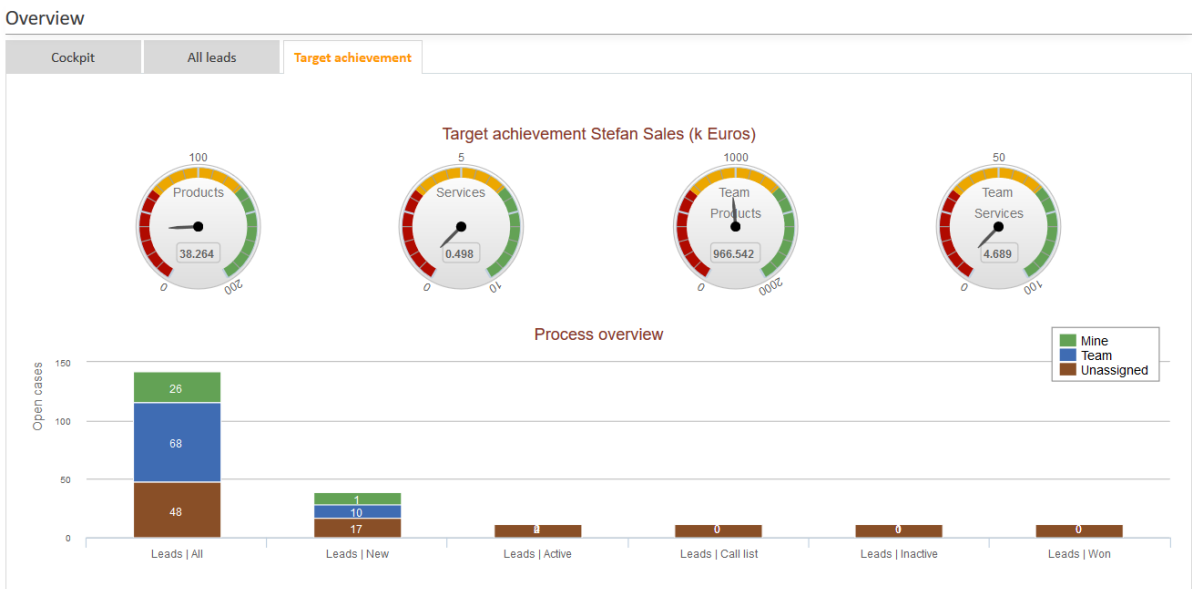 Overview
Cockpit
All leads
Target achievement
Target achievement Stefan Sales (k Euros)
100
Products
38.264
0
200
5
Services
0.498
0
10
1000
Team
Products
966.542
0
2000
50
Team
Services
4.689
0
100
Process overview
Mine
Team
Unassigned
Open cases
150
100
50
0
26
68
48
1
10
17
0
0
Leads | All
Leads | New
Leads | Active
Leads | Call list
Leads | Inactive
Leads | Won